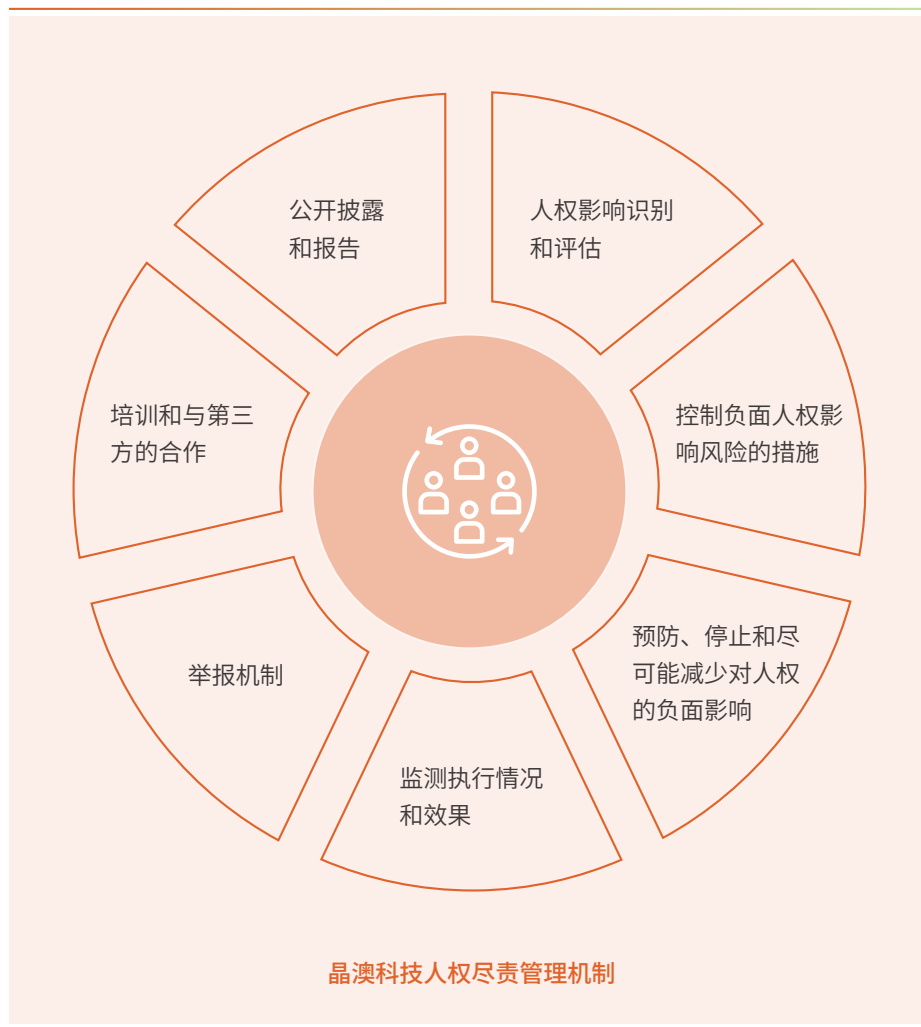 公开披露
和报告
人权影响识别
和评估
控制负面人权影
响风险的措施
预防、停止和尽
可能减少对人权
的负面影响
监测执行情况
和效果
举报机制
培训和与第三
方的合作
晶澳科技人权尽责管理机制